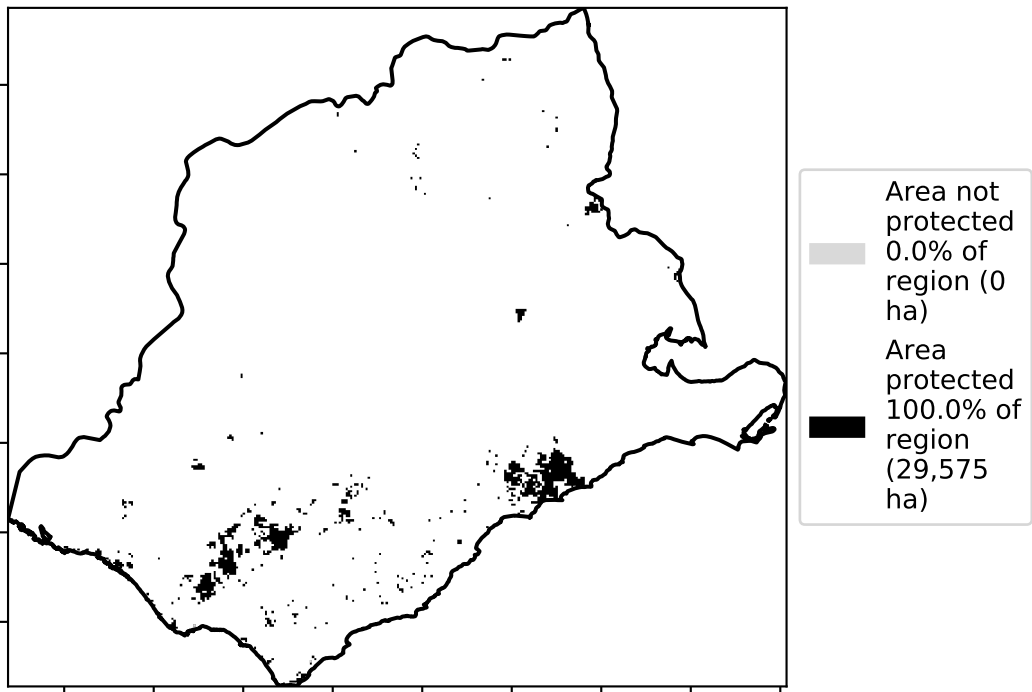 Area not
protected
0.0% of
region (0
ha)
Area
protected
100.0% of
region
(29,575
ha)